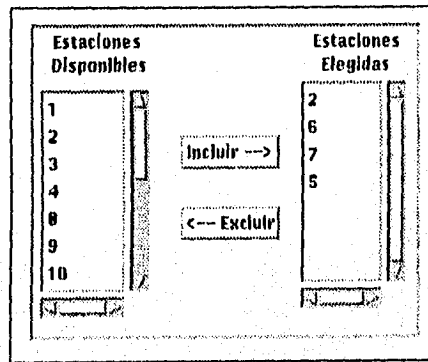 Estaciones
Disponibles
1
2
3
4
8
9
10
Incluir -->
<-- Excluir
Estaciones
Elegidas
2
6
7
5